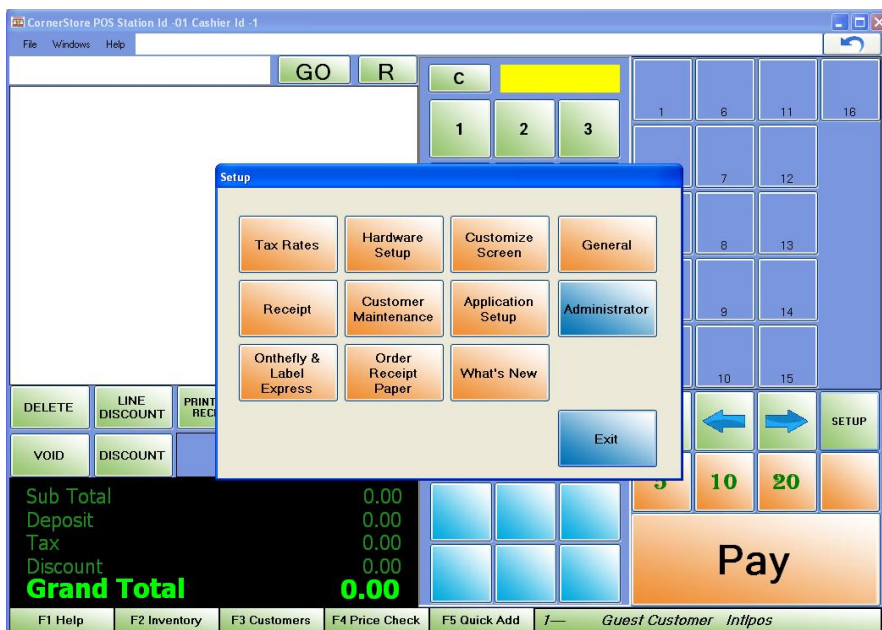 CornerStore POS Station Id -01 Cashier Id -1
File Windows Help
GO R
C
1 2 3
1 6 11 16
7 12
8 13
9 14
10 15
Setup
Tax Rates
Hardware
Setup
Customize
Screen
General
Receipt
Customer
Maintenance
Application
Setup
Administrator
Onthefly &
Label
Express
Order
Receipt
Paper
What's New
Exit
DELETE
LINE
DISCOUNT
PRINT
REC
SETUP
VOID
DISCOUNT
5 10 20
Sub Total 0.00
Deposit 0.00
Tax 0.00
Discount 0.00
Grand Total 0.00
Pay
F1 Help F2 Inventory F3 Customers F4 Price Check F5 Quick Add 1— Guest Customer Intlpos